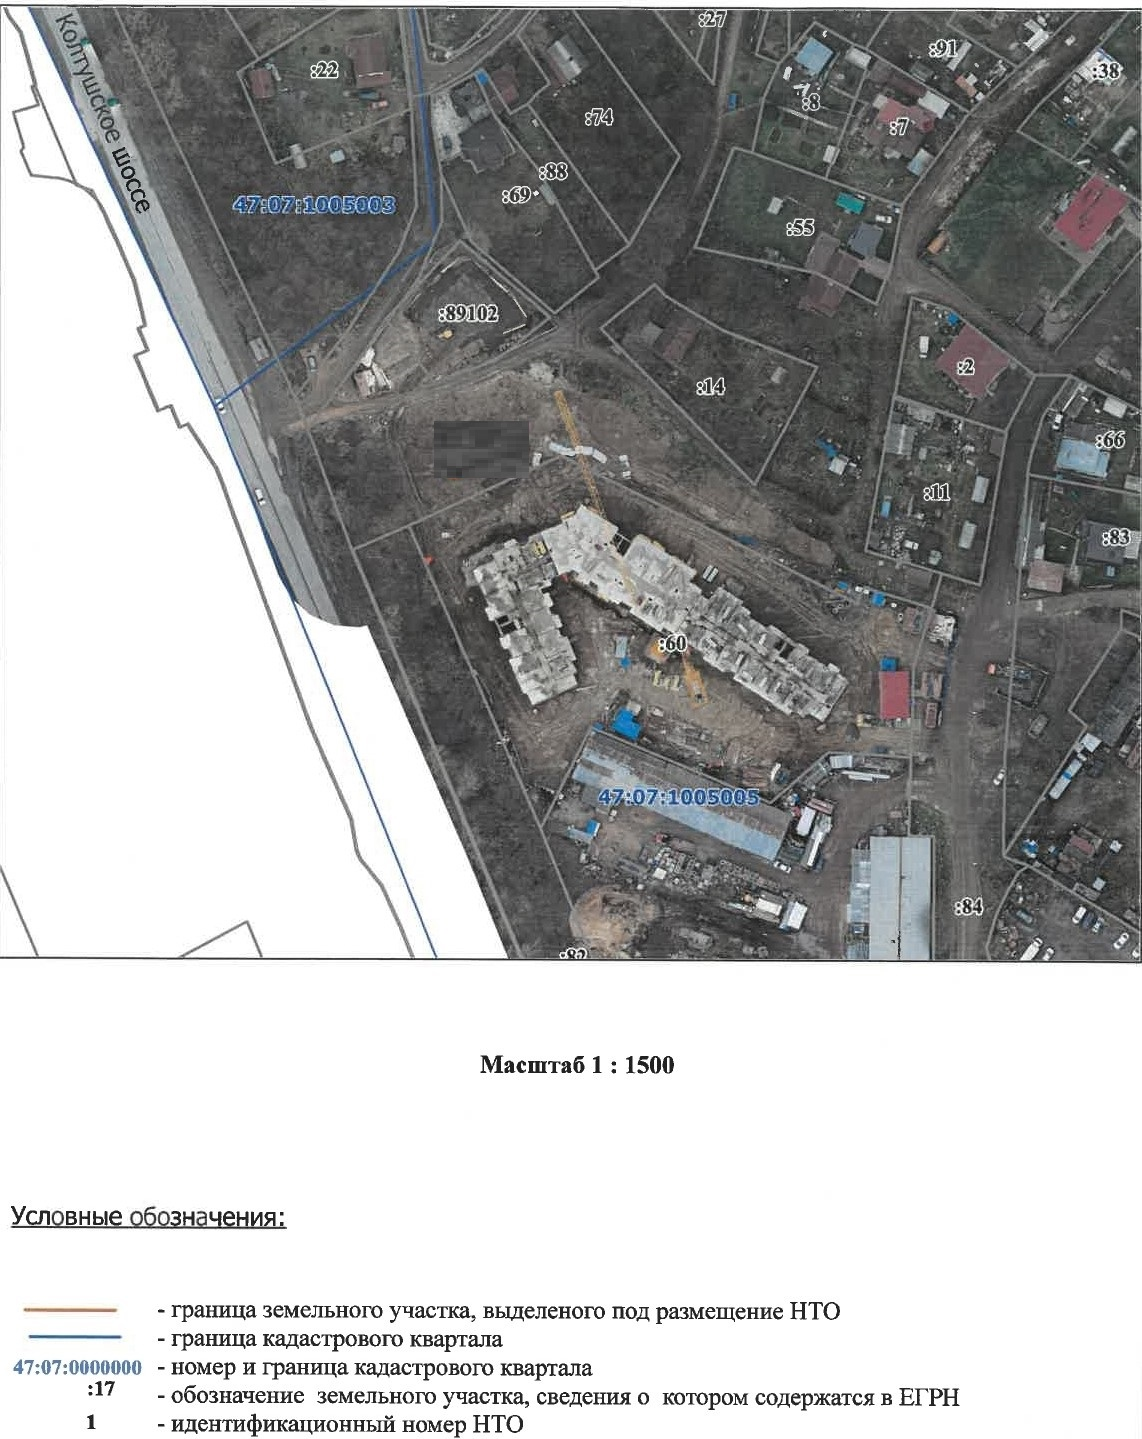 Колтушское шоссе
:27
:91
:38
:22
:8
:7
:74
:88
:69
47:07:1005003
:55
:89102
:2
:14
:66
:11
:83
:60
47:07:1005005
:84
:82
Масштаб 1 : 1500
Условные обозначения:
- граница земельного участка, выделеного под размещение НТО
- граница кадастрового квартала
47:07:0000000 - номер и граница кадастрового квартала
:17 - обозначение земельного участка, сведения о котором содержатся в ЕГРН
1 - идентификационный номер НТО